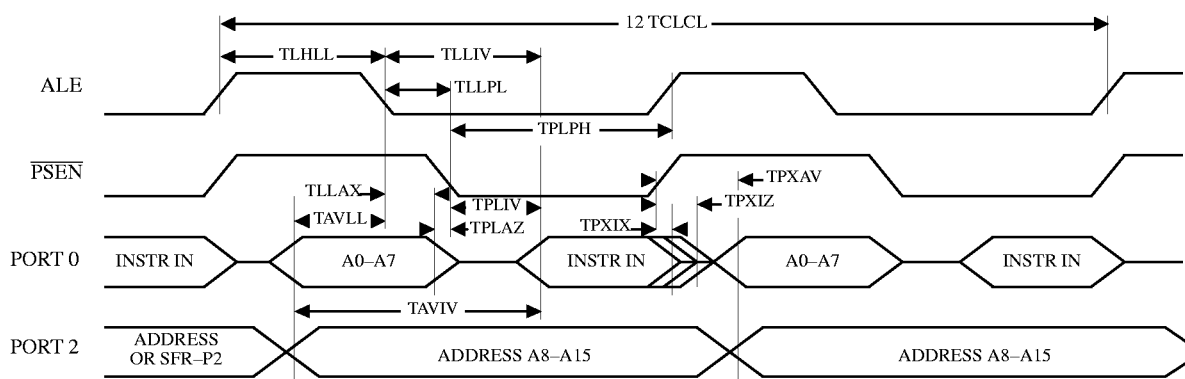 12 TCLCL
TLHLL
TLLIV
ALE
TLLPL
TPLPH
PSEN
TPXAV
TLLAX
TPLIV
TPXIZ
TAVLL
TPLAZ
TPXIX
PORT 0
INSTR IN
A0–A7
INSTR IN
A0–A7
INSTR IN
TAVIV
PORT 2
ADDRESS
OR SFR–P2
ADDRESS A8–A15
ADDRESS A8–A15